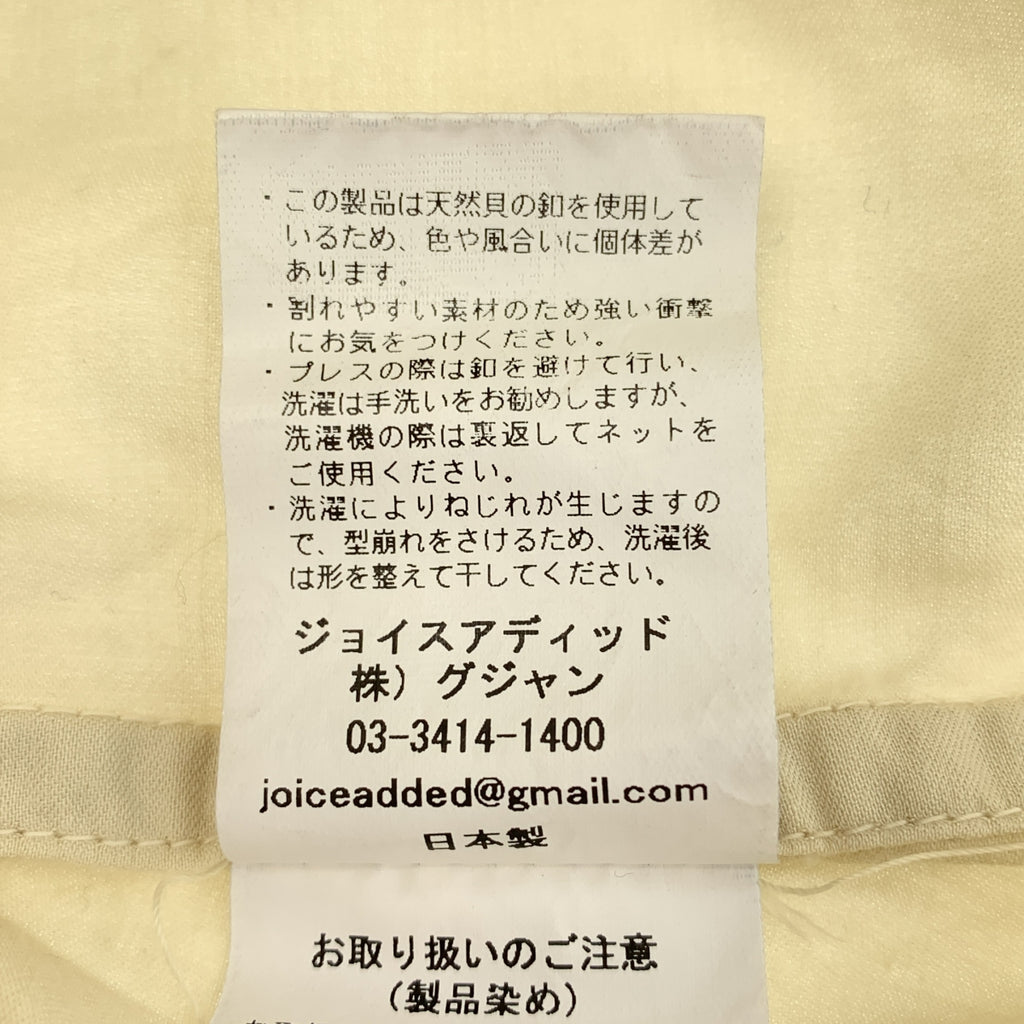 ・この製品は天然貝の釦を使用して
いるため、色や風合いに個体差が
あります。
・割れやすい素材のため強い衝撃
にお気をつけください。
・プレスの際は釦を避けて行い、
洗濯は手洗いをお勧めしますが、
洗濯機の際は裏返してネットを
ご使用ください。
・洗濯によりねじれが生じますの
で、型崩れをさけるため、洗濯後
は形を整えて干してください。
ジョイスアディッド
株）グジャン
03-3414-1400
joiceadded@gmail.com
日本製
お取り扱いのご注意
（製品染め）